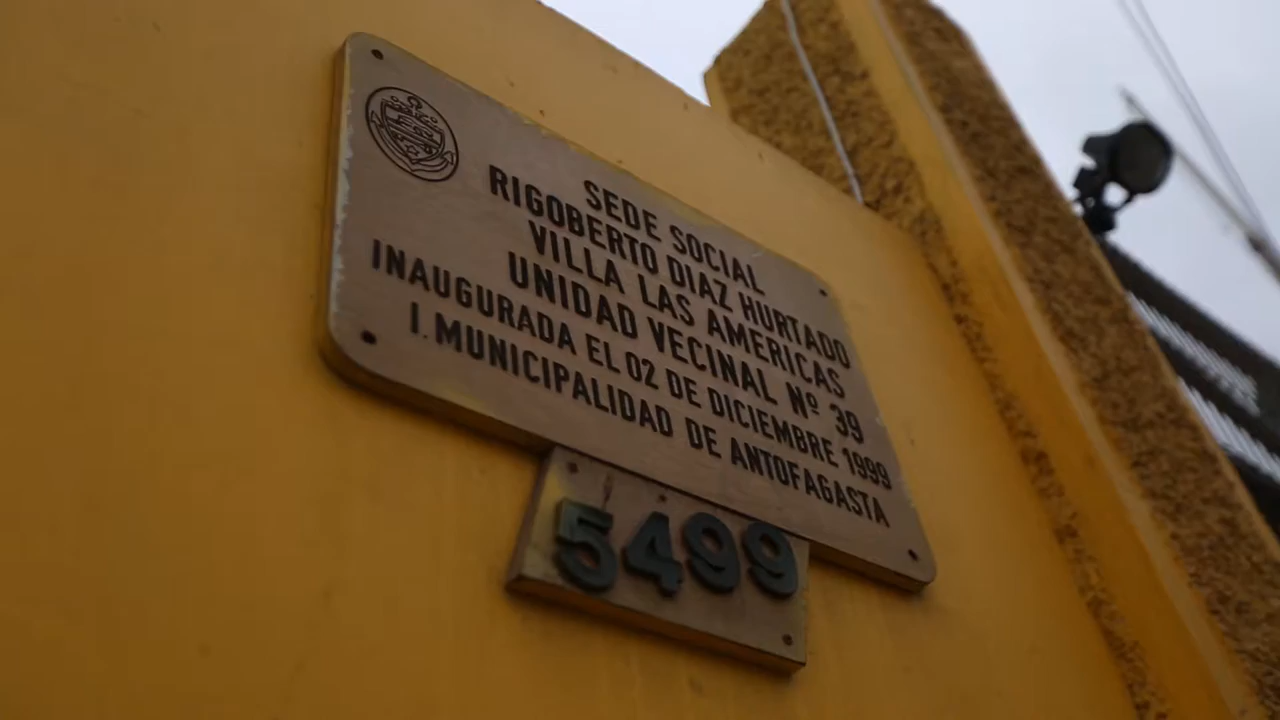 SEDE SOCIAL
RIGOBERTO DIAZ HURTADO
VILLA LAS AMERICAS
UNIDAD VECINAL Nº 39
INAUGURADA EL 02 DE DICIEMBRE 1999
I. MUNICIPALIDAD DE ANTOFAGASTA
5499